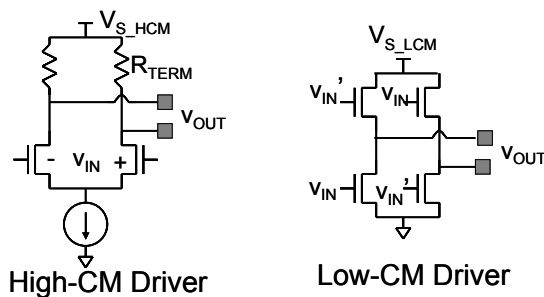 V_S_HCM
R_TERM
v_OUT
- v_IN +
High-CM Driver
V_S_LCM
v_IN' v_IN
v_OUT
v_IN v_IN'
Low-CM Driver